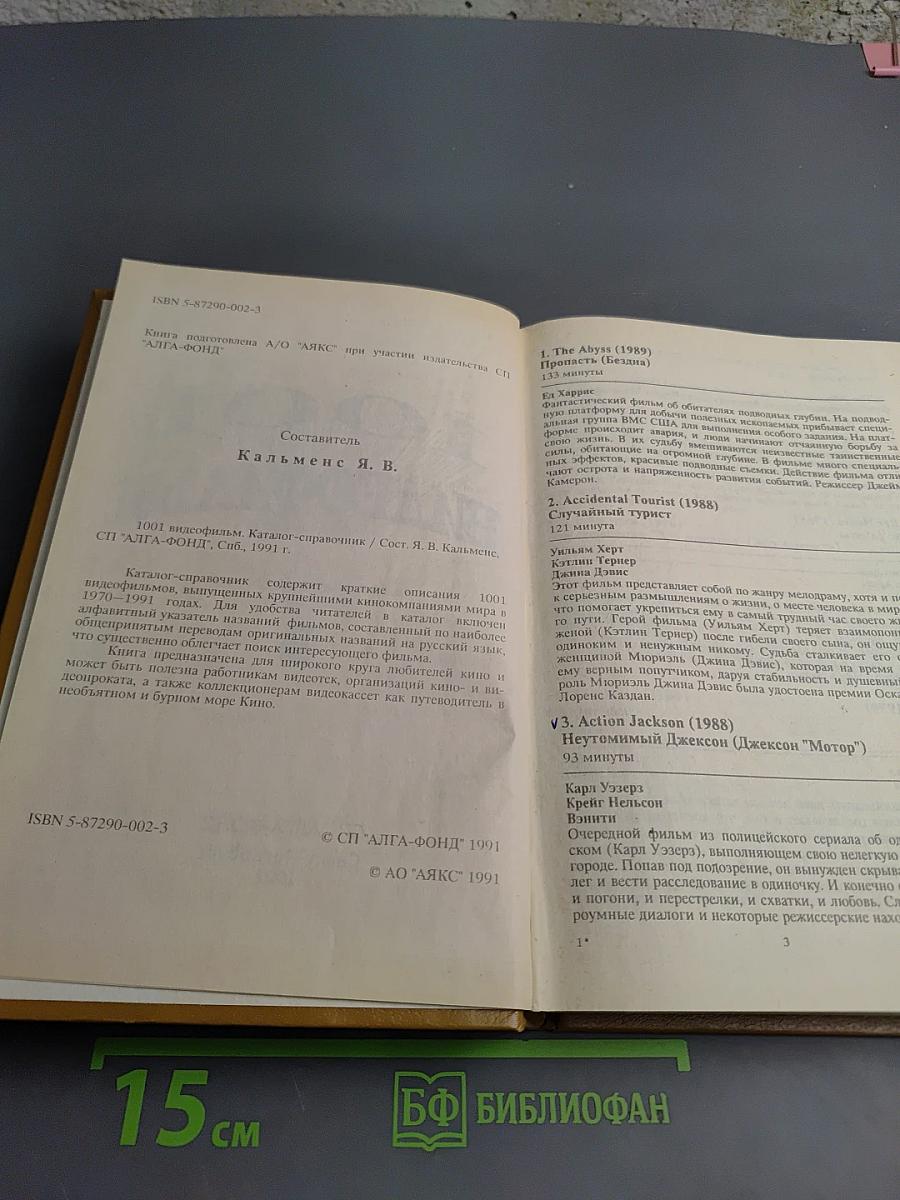 ISBN 5-87290-002-3
Книга подготовлена А/О "АЯКС" при участии издательства СП
"АЛГА-ФОНД"
Составитель
Кальменс Я. В.
1001 видеофильм. Каталог-справочник / Сост. Я. В. Кальменс,
СП "АЛГА-ФОНД", Спб., 1991 г.
Каталог-справочник содержит краткие описания 1001
видеофильмов, выпущенных крупнейшими кинокомпаниями мира в
1970—1991 годах. Для удобства читателей в каталог включен
алфавитный указатель названий фильмов, составленный по наиболее
общепринятым переводам оригинальных названий на русский язык,
что существенно облегчает поиск интересующего фильма.
Книга предназначена для широкого круга любителей кино и
может быть полезна работникам видеотек, организаций кино- и ви-
деопроката, а также коллекционерам видеокассет как путеводитель в
необъятном и бурном море Кино.
ISBN 5-87290-002-3
© СП "АЛГА-ФОНД" 1991
© АО "АЯКС" 1991
1. The Abyss (1989)
Пропасть (Бездна)
133 минуты
Ед Харрис
Фантастический фильм об обитателях подводных глубин. На подвод-
ную платформу для добычи полезных ископаемых прибывает специ-
альная группа ВМС США для выполнения особого задания. На плат-
форме происходит авария, и люди начинают отчаянную борьбу за
свою жизнь. В их судьбу вмешиваются неизвестные таинственные
силы, обитающие на огромной глубине. В фильме много специаль-
ных эффектов, красивые подводные съемки. Действие фильма отли
чают острота и напряженность развития событий. Режиссер Джейм
Камерон.
2. Accidental Tourist (1988)
Случайный турист
121 минута
Уильям Херт
Кэтлин Тернер
Джина Дэвис
Этот фильм представляет собой по жанру мелодраму, хотя и по
к серьезным размышлениям о жизни, о месте человека в мир
что помогает укрепиться ему в самый трудный час своего жи
го пути. Герой фильма (Уильям Херт) теряет взаимопони
женой (Кэтлин Тернер) после гибели своего сына, он ощу
одиноким и ненужным никому. Судьба сталкивает его с
женщиной Мюриэль (Джина Дэвис), которая на время
ему верным попутчиком, даруя стабильность и душевный
роль Мюриэль Джина Дэвис была удостоена премии Оска
Лоренс Каздан.
3. Action Jackson (1988)
Неутомимый Джексон (Джексон "Мотор")
93 минуты
Карл Уэзерз
Крейг Нельсон
Вэнити
Очередной фильм из полицейского сериала об од
ском (Карл Уэзерз), выполняющем свою нелегкую
городе. Попав под подозрение, он вынужден скрыва
лег и вести расследование в одиночку. И конечно
и погони, и перестрелки, и схватки, и любовь. Сл
роумные диалоги и некоторые режиссерские нахо
1*
3
15 см
БФ БИБЛИОФАН